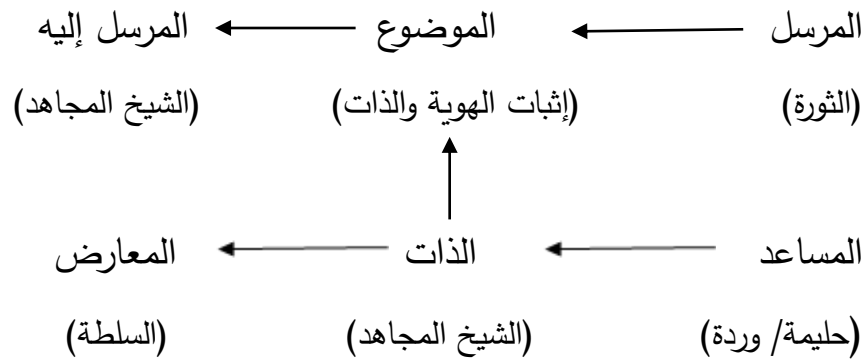 المرسل الموضوع المرسل إليه
(الثورة) (إثبات الهوية والذات) (الشيخ المجاهد)
المساعد الذات المعارض
(حليمة/ وردة) (الشيخ المجاهد) (السلطة)